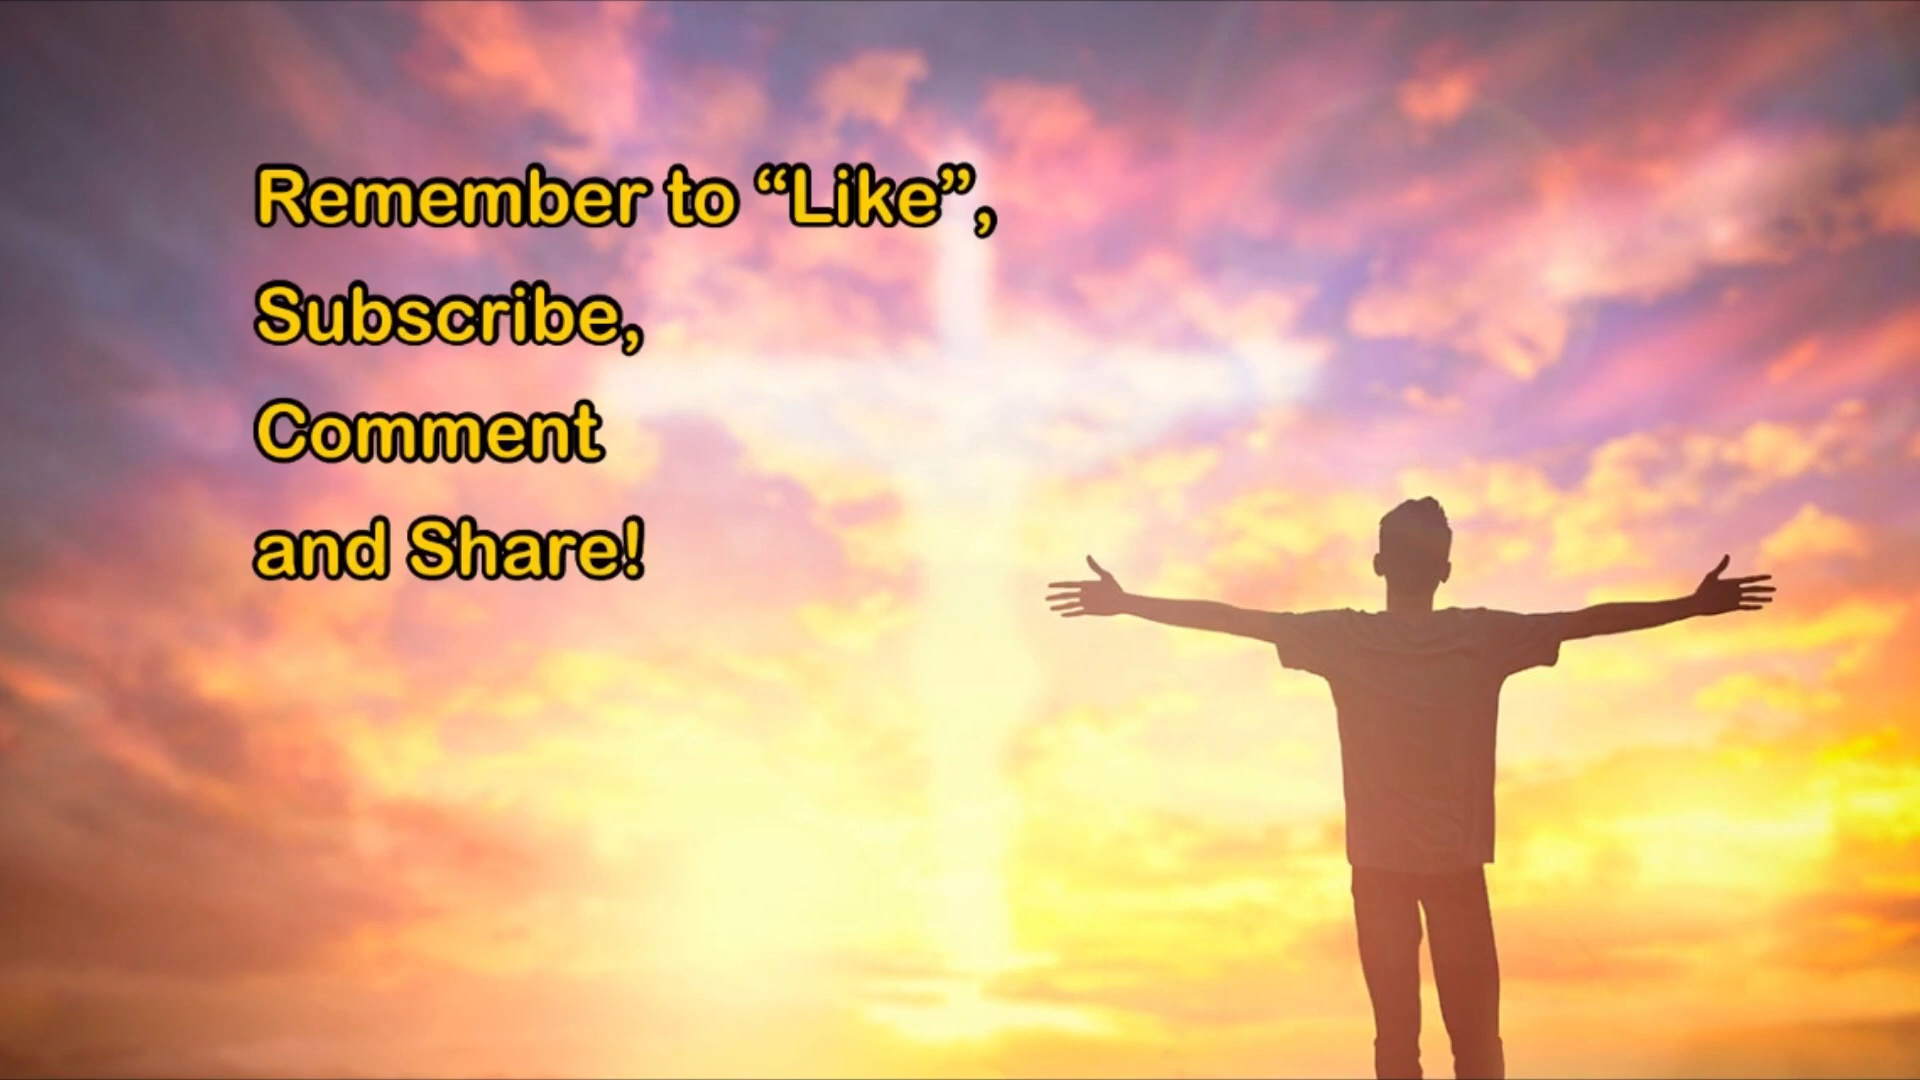 Remember to “Like”,
Subscribe,
Comment
and Share!